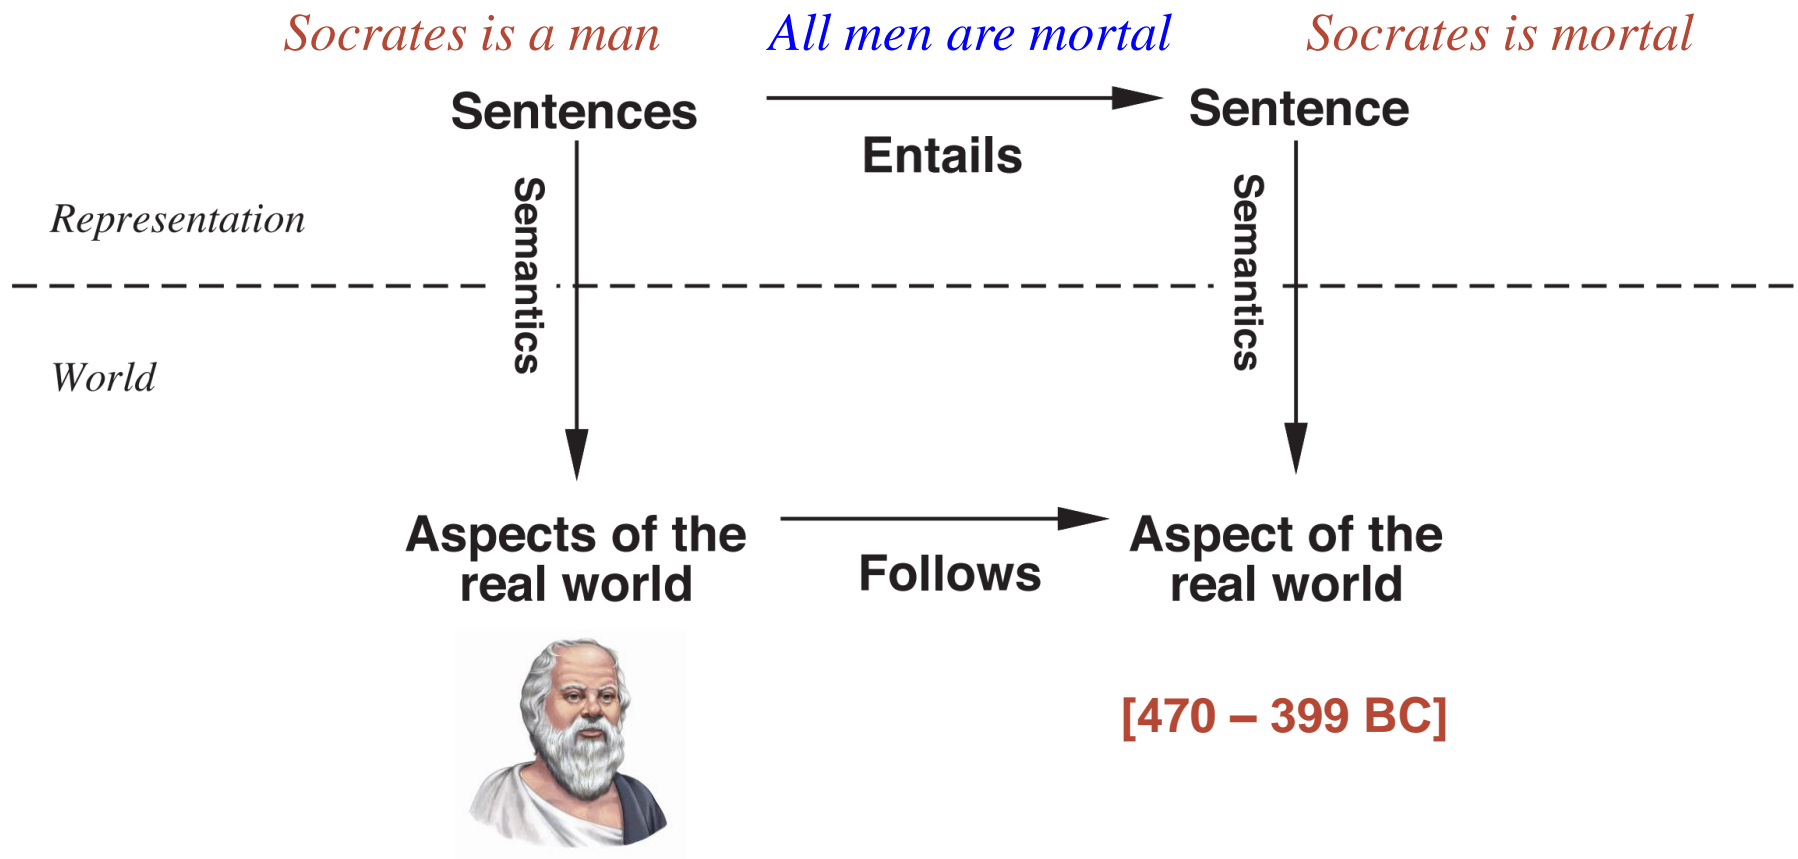 Socrates is a man All men are mortal Socrates is mortal
Sentences Sentence
Entails
Semantics Semantics
Representation
World
Aspects of the Aspect of the
real world real world
Follows
[470 – 399 BC]